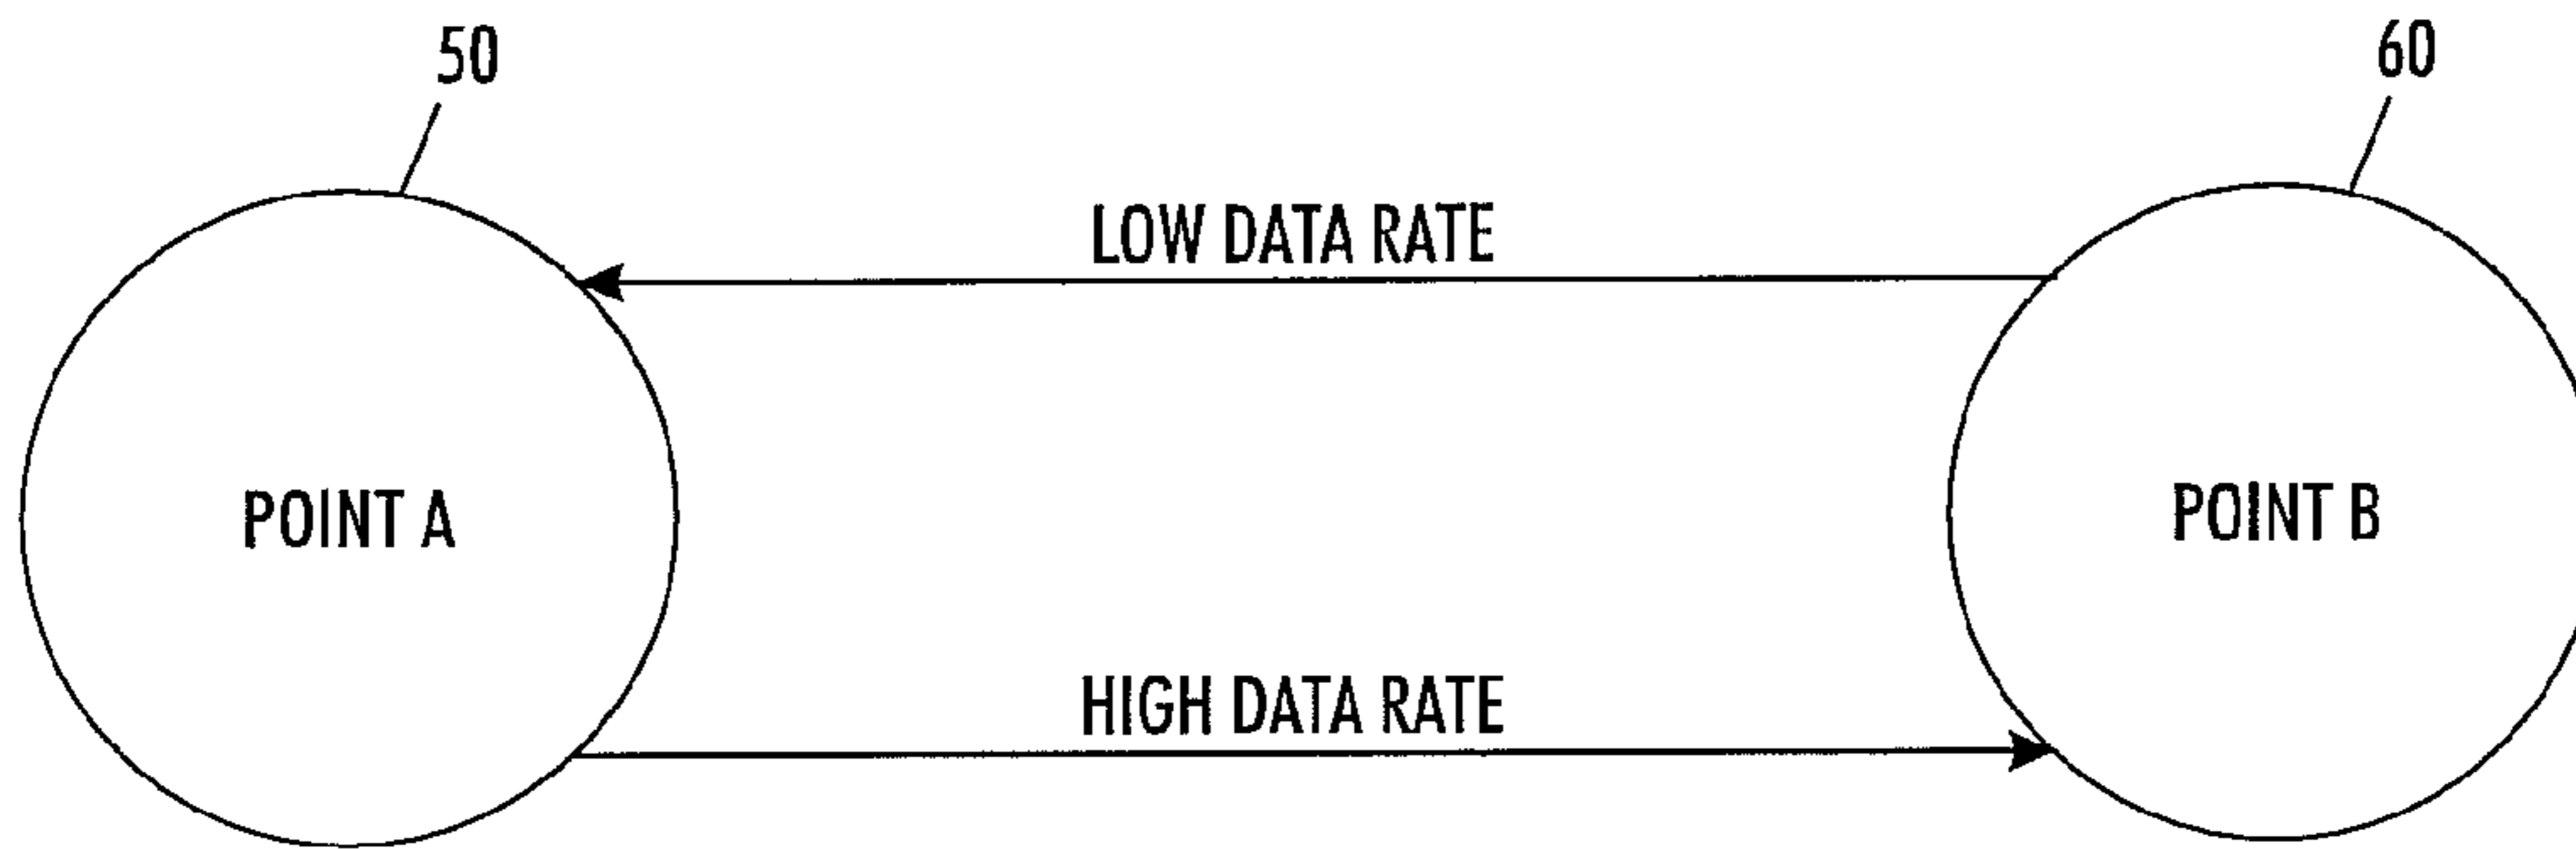 50
60
LOW DATA RATE
POINT A
POINT B
HIGH DATA RATE